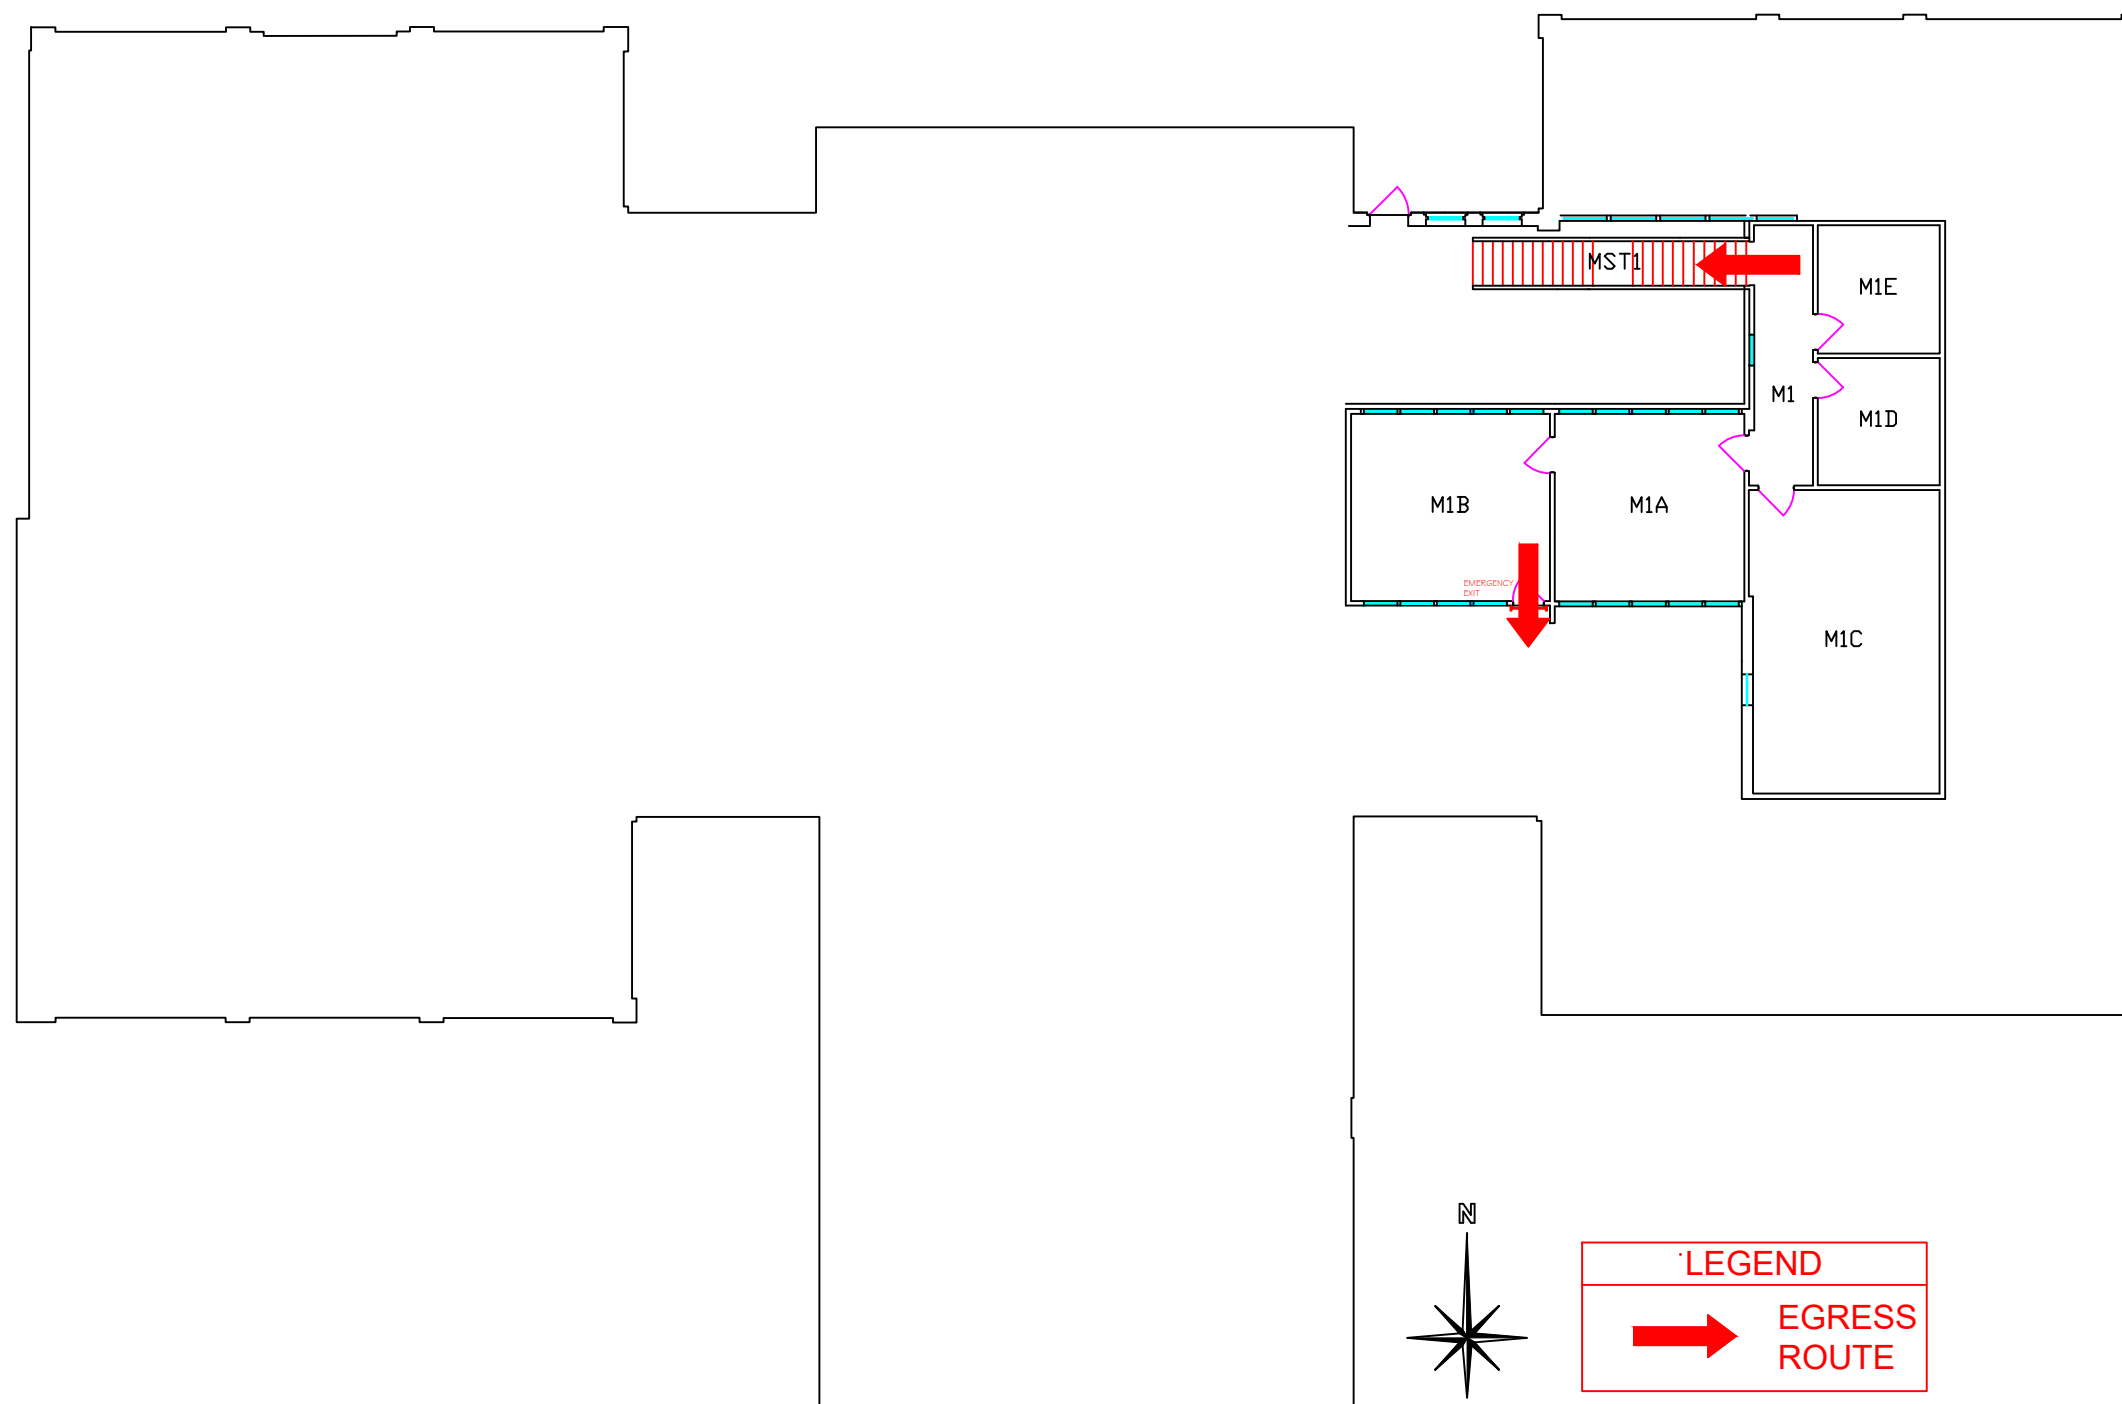 MST1
M1E
M1
M1D
M1B
M1A
EMERGENCY
EXIT
M1C
N
LEGEND
EGRESS
ROUTE